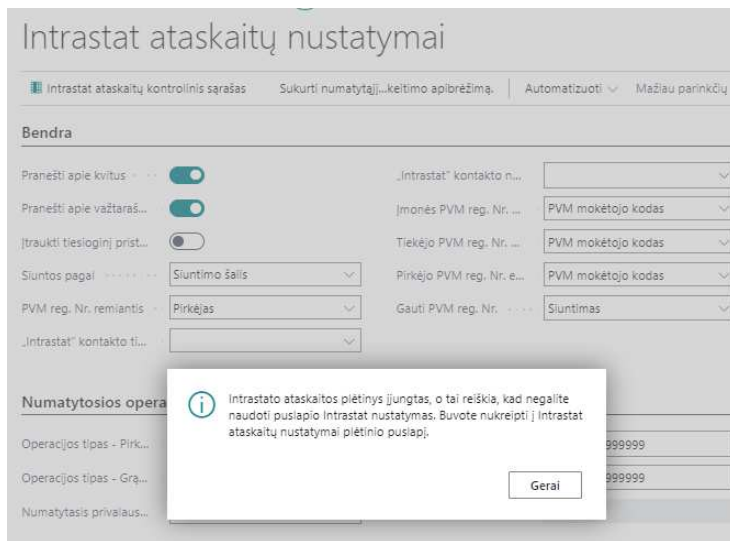 Intrastat ataskaitų nustatymai
Intrastat ataskaitų kontrolinis sąrašas Sukurti numatytąjį...keitimo apibrėžimą. Automatizuoti Mažiau parinkčių
Bendra
Pranešti apie kvitus
„Intrastat“ kontakto n...
Pranešti apie važtaraš...
Įmonės PVM reg. Nr. ... PVM mokėtojo kodas
Įtraukti tiesioginį prist...
Tiekėjo PVM reg. Nr. ... PVM mokėtojo kodas
Siuntos pagal Siuntimo šalis
Pirkėjo PVM reg. Nr. e... PVM mokėtojo kodas
PVM reg. Nr. remiantis Pirkėjas
Gauti PVM reg. Nr. Siuntimas
„Intrastat“ kontakto ti...
Numatytosios opera
Intrastato ataskaitos plėtinys įjungtas, o tai reiškia, kad negalite
naudoti puslapio Intrastat nustatymas. Buvote nukreipti į Intrastat
ataskaitų nustatymai plėtinio puslapį.
Gerai
Operacijos tipas - Pirk... 999999
Operacijos tipas - Grą... 999999
Numatytasis privalaus...